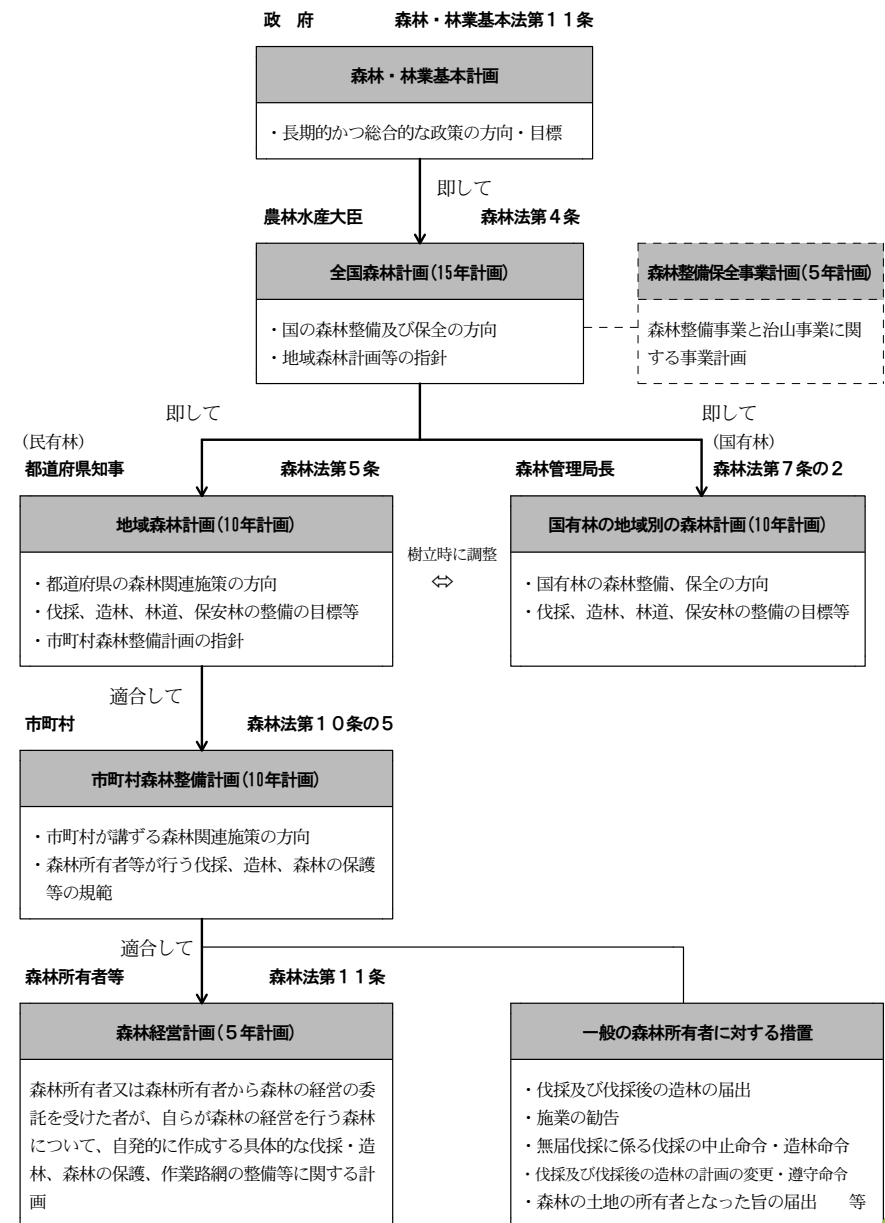 政　府　　　森林・林業基本法第１１条
森林・林業基本計画
・長期的かつ総合的な政策の方向・目標
即して
農林水産大臣　　　森林法第４条
全国森林計画(15年計画)
・国の森林整備及び保全の方向
・地域森林計画等の指針
森林整備保全事業計画(５年計画)
森林整備事業と治山事業に関
する事業計画
即して
(民有林)
都道府県知事　　　森林法第５条
地域森林計画(10年計画)
・都道府県の森林関連施策の方向
・伐採、造林、林道、保安林の整備の目標等
・市町村森林整備計画の指針
樹立時に調整
⇔
即して
(国有林)
森林管理局長　　　森林法第７条の２
国有林の地域別の森林計画(10年計画)
・国有林の森林整備、保全の方向
・伐採、造林、林道、保安林の整備の目標等
適合して
市町村　　　森林法第１０条の５
市町村森林整備計画(10年計画)
・市町村が講ずる森林関連施策の方向
・森林所有者等が行う伐採、造林、森林の保護
等の規範
適合して
森林所有者等　　　森林法第１１条
森林経営計画(５年計画)
森林所有者又は森林所有者から森林の経営の委
託を受けた者が、自らが森林の経営を行う森林
について、自発的に作成する具体的な伐採・造
林、森林の保護、作業路網の整備等に関する計
画
一般の森林所有者に対する措置
・伐採及び伐採後の造林の届出
・施業の勧告
・無届伐採に係る伐採の中止命令・造林命令
・伐採及び伐採後の造林の計画の変更・遵守命令
・森林の土地の所有者となった旨の届出　　等